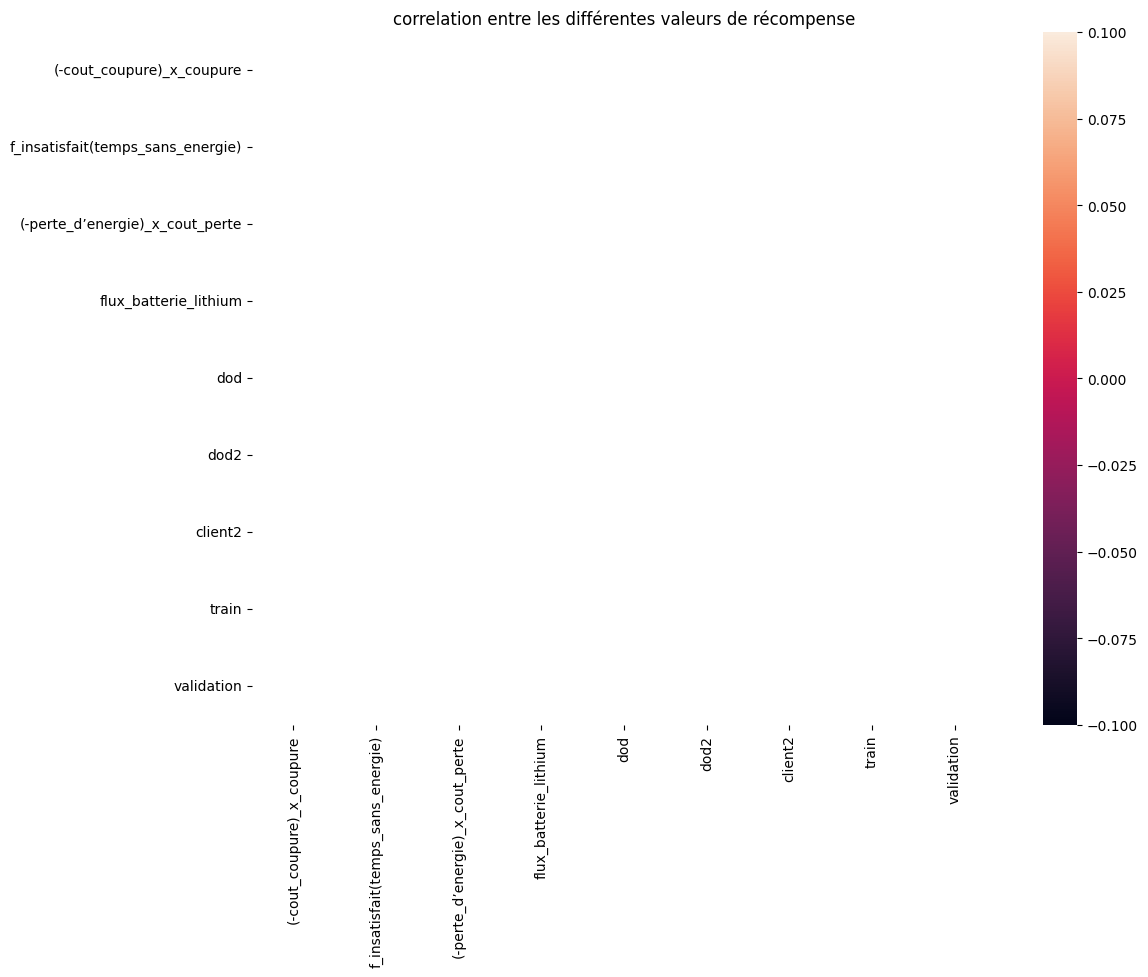 correlation entre les différentes valeurs de récompense
(-cout_coupure)_x_coupure
f_insatisfait(temps_sans_energie)
(-perte_d’energie)_x_cout_perte
flux_batterie_lithium
dod
dod2
client2
train
validation
(-cout_coupure)_x_coupure
f_insatisfait(temps_sans_energie)
(-perte_d’energie)_x_cout_perte
flux_batterie_lithium
dod
dod2
client2
train
validation
0.100
0.075
0.050
0.025
0.000
−0.025
−0.050
−0.075
−0.100